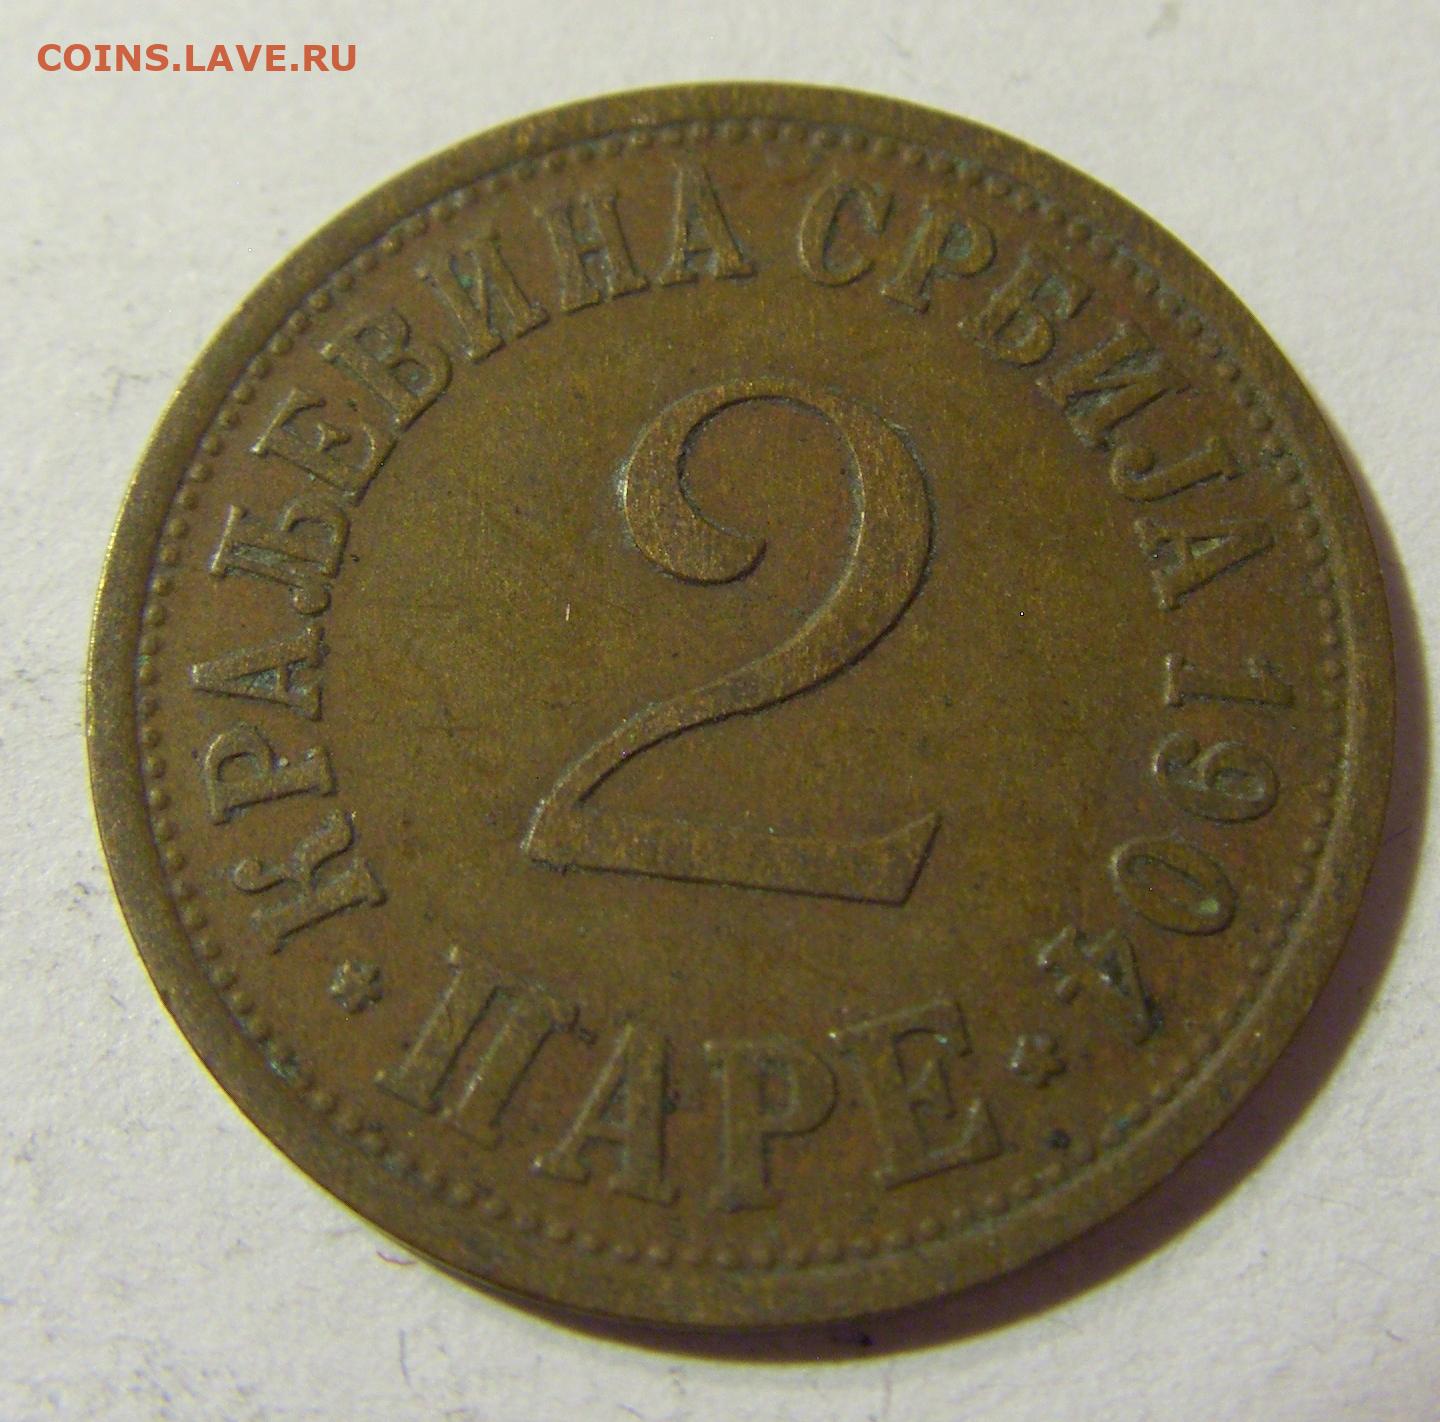 COINS.LAVE.RU
КРАЉЕВИНА СРБИЈА 1904
2
ПАРЕ